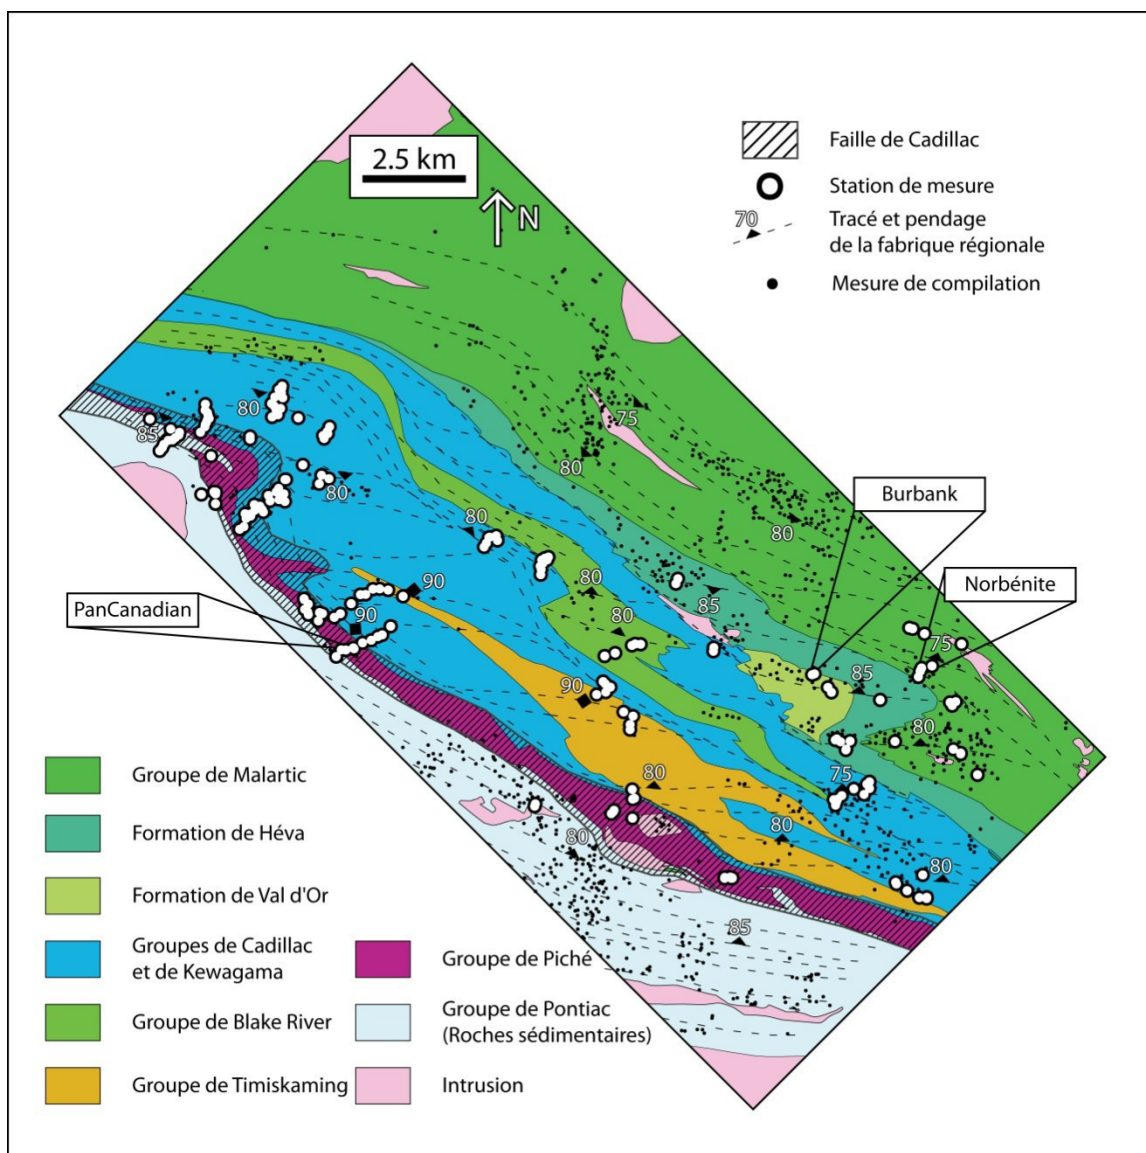 2.5 km
N
Faille de Cadillac
Station de mesure
70
Tracé et pendage
de la fabrique régionale
Mesure de compilation
75
80
80
85
80
80
80
Burbank
80
Norbénite
80
85
90
80
90
PanCanadian
75
85
90
80
75
80
80
80
80
85
Groupe de Malartic
Formation de Héva
Formation de Val d'Or
Groupes de Cadillac
et de Kewagama
Groupe de Blake River
Groupe de Timiskaming
Groupe de Piché
Groupe de Pontiac
(Roches sédimentaires)
Intrusion